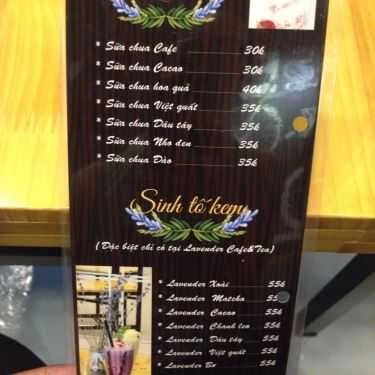 * Sữa chua Cafe 30k
* Sữa chua Cacao 30k
* Sữa chua hoa quả 40k
* Sữa chua Việt quất 35k
* Sữa chua Dâu tây 35k
* Sữa chua Nho đen 35k
* Sữa chua Đào 35k
Sinh tố kem
(Đặc biệt chỉ có tại Lavender Cafe&Tea)
* Lavender Xoài 55k
* Lavender Matcha 55k
* Lavender Cacao 55k
* Lavender Chanh leo 55k
* Lavender Dâu tây 55k
* Lavender Việt quất 55k
* Lavender Bơ 55k